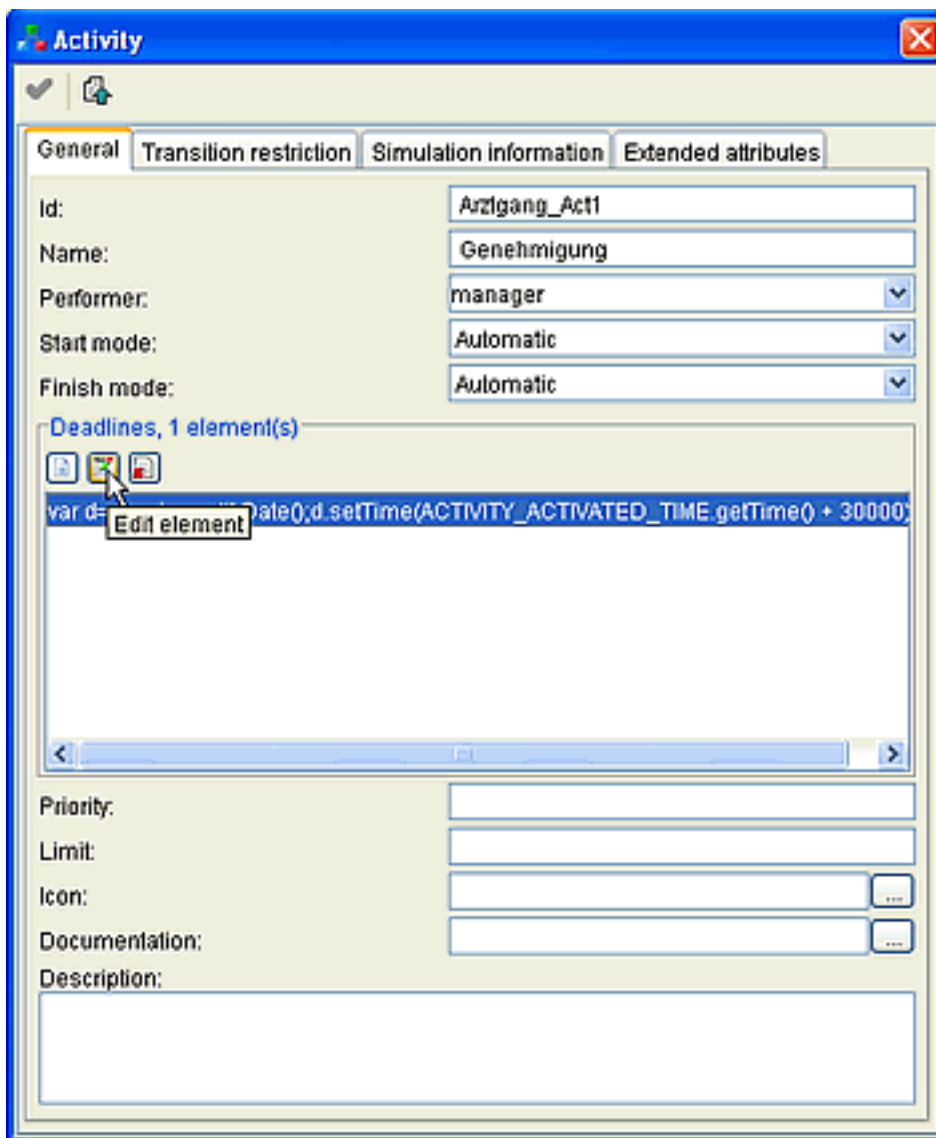 Activity
General Transition restriction Simulation information Extended attributes
Id: Arztgang_Act1
Name: Genehmigung
Performer: manager
Start mode: Automatic
Finish mode: Automatic
Deadlines, 1 element(s)
var d= Date();d.setTime(ACTIVITY_ACTIVATED_TIME.getTime() + 30000)
Edit element
Priority:
Limit:
Icon: ...
Documentation: ...
Description: